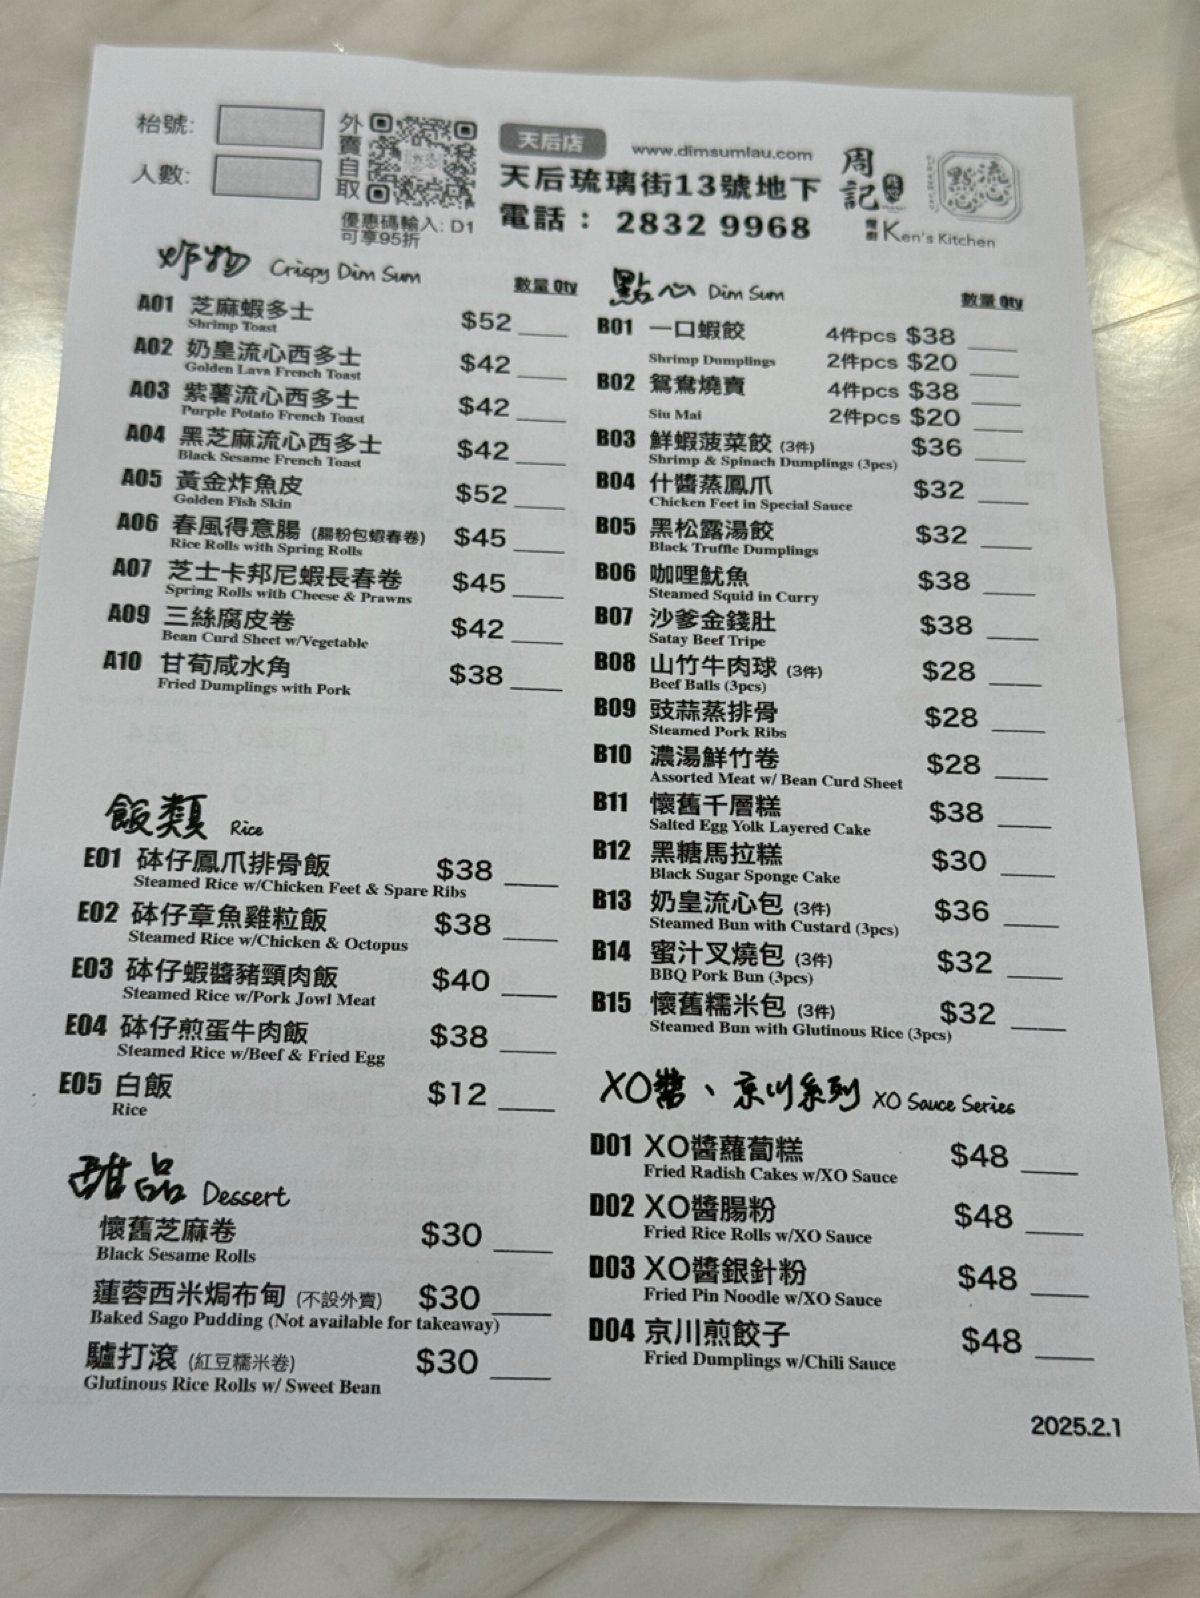 枱號:
人數:
外賣自取
優惠碼輸入: D1
可享95折
天后店
www.dimsumlau.com
天后琉璃街13號地下
電話： 2832 9968
周記
點心
流
Ken's Kitchen
炸物 Crispy Dim Sum 數量 Qty
A01 芝麻蝦多士 $52
Shrimp Toast
A02 奶皇流心西多士 $42
Golden Lava French Toast
A03 紫薯流心西多士 $42
Purple Potato French Toast
A04 黑芝麻流心西多士 $42
Black Sesame French Toast
A05 黃金炸魚皮 $52
Golden Fish Skin
A06 春風得意腸 (腸粉包蝦春卷) $45
Rice Rolls with Spring Rolls
A07 芝士卡邦尼蝦長春卷 $45
Spring Rolls with Cheese & Prawns
A09 三絲腐皮卷 $42
Bean Curd Sheet w/Vegetable
A10 甘荀咸水角 $38
Fried Dumplings with Pork
飯類 Rice
E01 砵仔鳳爪排骨飯 $38
Steamed Rice w/Chicken Feet & Spare Ribs
E02 砵仔章魚雞粒飯 $38
Steamed Rice w/Chicken & Octopus
E03 砵仔蝦醬豬頸肉飯 $40
Steamed Rice w/Pork Jowl Meat
E04 砵仔煎蛋牛肉飯 $38
Steamed Rice w/Beef & Fried Egg
E05 白飯 $12
Rice
甜品 Dessert
懷舊芝麻卷 $30
Black Sesame Rolls
蓮蓉西米焗布甸 (不設外賣) $30
Baked Sago Pudding (Not available for takeaway)
驢打滾 (紅豆糯米卷) $30
Glutinous Rice Rolls w/ Sweet Bean
點心 Dim Sum 數量 Qty
B01 一口蝦餃 4件pcs $38
Shrimp Dumplings 2件pcs $20
B02 鴛鴦燒賣 4件pcs $38
Siu Mai 2件pcs $20
B03 鮮蝦菠菜餃 (3件) $36
Shrimp & Spinach Dumplings (3pcs)
B04 什醬蒸鳳爪 $32
Chicken Feet in Special Sauce
B05 黑松露湯餃 $32
Black Truffle Dumplings
B06 咖哩魷魚 $38
Steamed Squid in Curry
B07 沙爹金錢肚 $38
Satay Beef Tripe
B08 山竹牛肉球 (3件) $28
Beef Balls (3pcs)
B09 豉蒜蒸排骨 $28
Steamed Pork Ribs
B10 濃湯鮮竹卷 $28
Assorted Meat w/ Bean Curd Sheet
B11 懷舊千層糕 $38
Salted Egg Yolk Layered Cake
B12 黑糖馬拉糕 $30
Black Sugar Sponge Cake
B13 奶皇流心包 (3件) $36
Steamed Bun with Custard (3pcs)
B14 蜜汁叉燒包 (3件) $32
BBQ Pork Bun (3pcs)
B15 懷舊糯米包 (3件) $32
Steamed Bun with Glutinous Rice (3pcs)
XO醬、京川系列 XO Sauce Series
D01 XO醬蘿蔔糕 $48
Fried Radish Cakes w/XO Sauce
D02 XO醬腸粉 $48
Fried Rice Rolls w/XO Sauce
D03 XO醬銀針粉 $48
Fried Pin Noodle w/XO Sauce
D04 京川煎餃子 $48
Fried Dumplings w/Chili Sauce
2025.2.1